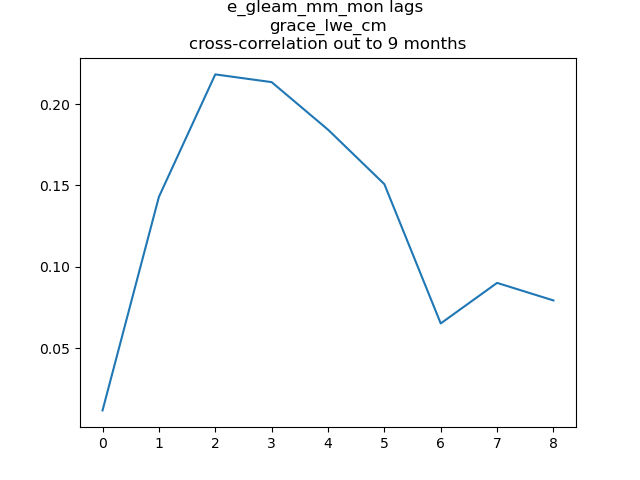 e_gleam_mm_mon lags
grace_lwe_cm
cross-correlation out to 9 months
0.20
0.15
0.10
0.05
0 1 2 3 4 5 6 7 8